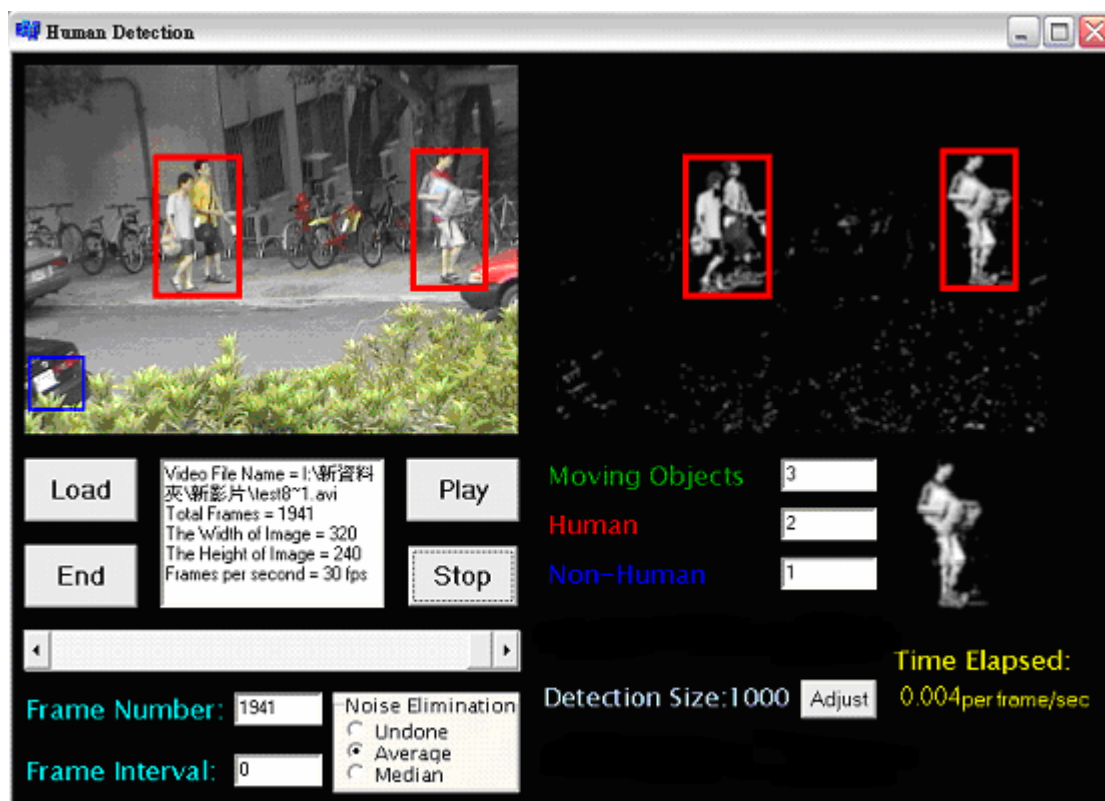 Human Detection
Load
Video File Name = I:\新資料
夾\新影片\test8~1.avi
Total Frames = 1941
The Width of Image = 320
The Height of Image = 240
Frames per second = 30 fps
Play
End
Stop
Moving Objects 3
Human 2
Non-Human 1
Time Elapsed:
0.004per frame/sec
Detection Size:1000 Adjust
Frame Number: 1941
Frame Interval: 0
Noise Elimination
Undone
Average
Median